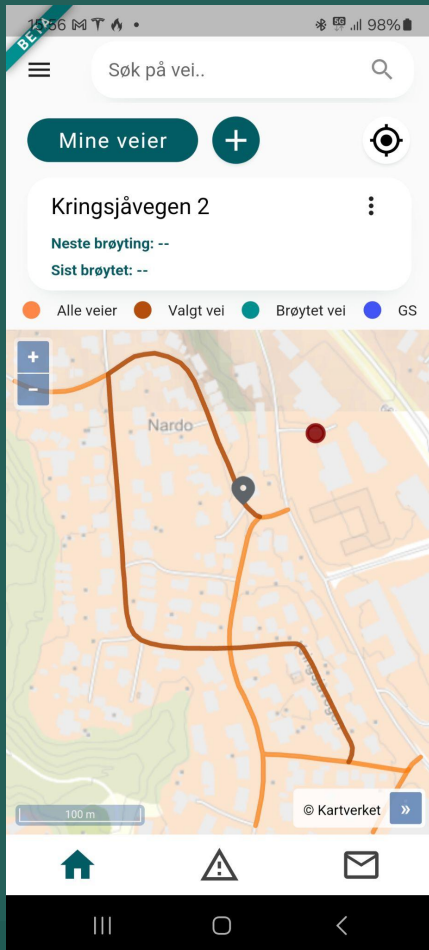 BETA
98%
Søk på vei..
Mine veier
Kringsjåvegen 2
Neste brøyting: --
Sist brøytet: --
Alle veier
Valgt vei
Brøytet vei
GS
Nardo
100 m
© Kartverket
»